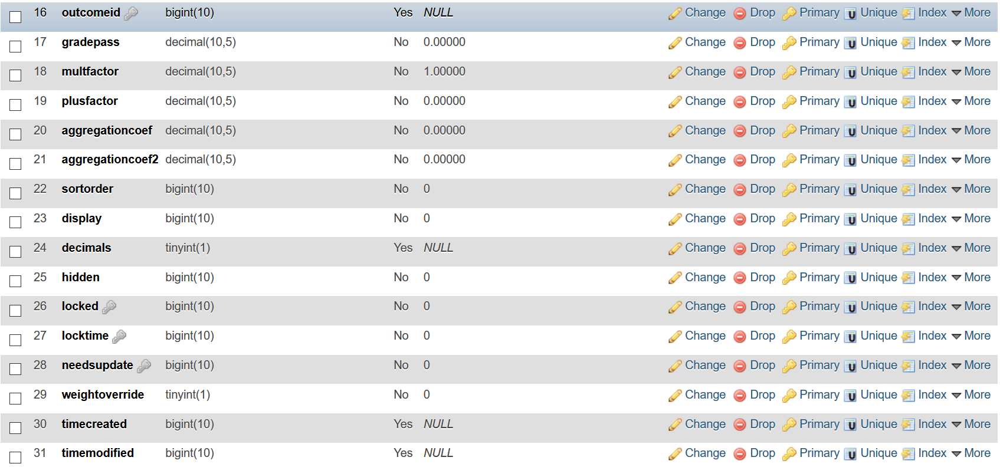 16 outcomeid bigint(10) Yes NULL Change Drop Primary Unique Index More
17 gradepass decimal(10,5) No 0.00000 Change Drop Primary Unique Index More
18 multfactor decimal(10,5) No 1.00000 Change Drop Primary Unique Index More
19 plusfactor decimal(10,5) No 0.00000 Change Drop Primary Unique Index More
20 aggregationcoef decimal(10,5) No 0.00000 Change Drop Primary Unique Index More
21 aggregationcoef2 decimal(10,5) No 0.00000 Change Drop Primary Unique Index More
22 sortorder bigint(10) No 0 Change Drop Primary Unique Index More
23 display bigint(10) No 0 Change Drop Primary Unique Index More
24 decimals tinyint(1) Yes NULL Change Drop Primary Unique Index More
25 hidden bigint(10) No 0 Change Drop Primary Unique Index More
26 locked bigint(10) No 0 Change Drop Primary Unique Index More
27 locktime bigint(10) No 0 Change Drop Primary Unique Index More
28 needsupdate bigint(10) No 0 Change Drop Primary Unique Index More
29 weightoverride tinyint(1) No 0 Change Drop Primary Unique Index More
30 timecreated bigint(10) Yes NULL Change Drop Primary Unique Index More
31 timemodified bigint(10) Yes NULL Change Drop Primary Unique Index More